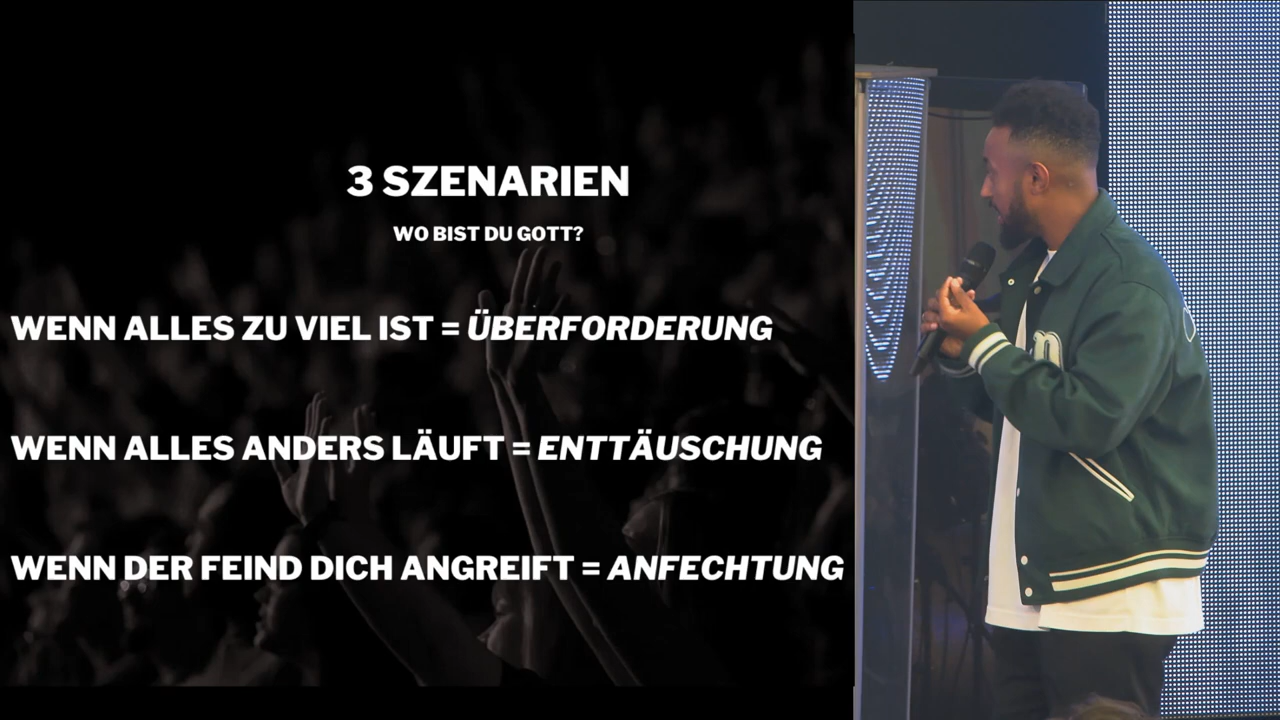 3 SZENARIEN
WO BIST DU GOTT?
WENN ALLES ZU VIEL IST = ÜBERFORDERUNG
WENN ALLES ANDERS LÄUFT = ENTTÄUSCHUNG
WENN DER FEIND DICH ANGREIFT = ANFECHTUNG